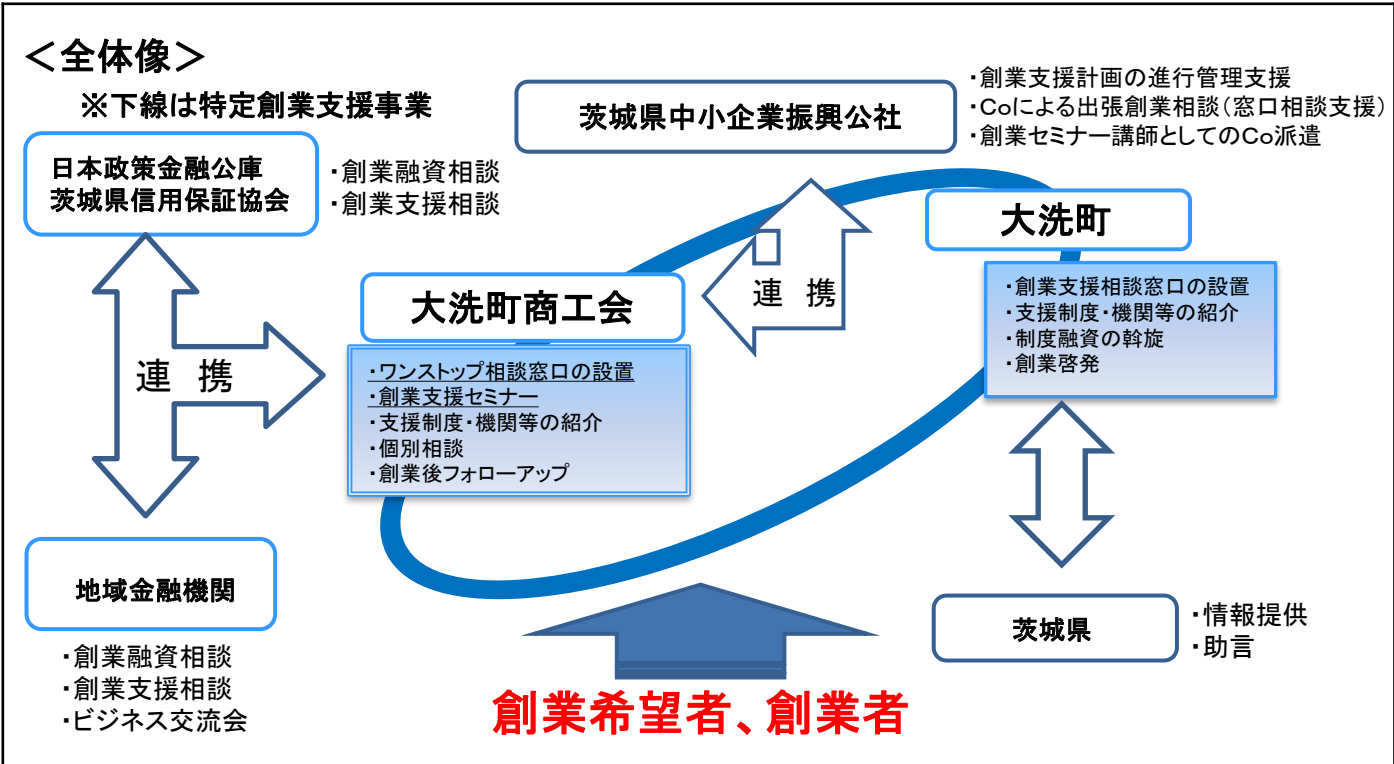 ＜全体像＞
※下線は特定創業支援事業
日本政策金融公庫
茨城県信用保証協会
・創業融資相談
・創業支援相談
茨城県中小企業振興公社
・創業支援計画の進行管理支援
・Coによる出張創業相談（窓口相談支援）
・創業セミナー講師としてのCo派遣
大洗町
・創業支援相談窓口の設置
・支援制度・機関等の紹介
・制度融資の斡旋
・創業啓発
連　携
大洗町商工会
・ワンストップ相談窓口の設置
・創業支援セミナー
・支援制度・機関等の紹介
・個別相談
・創業後フォローアップ
連　携
地域金融機関
・創業融資相談
・創業支援相談
・ビジネス交流会
茨城県
・情報提供
・助言
創業希望者、創業者